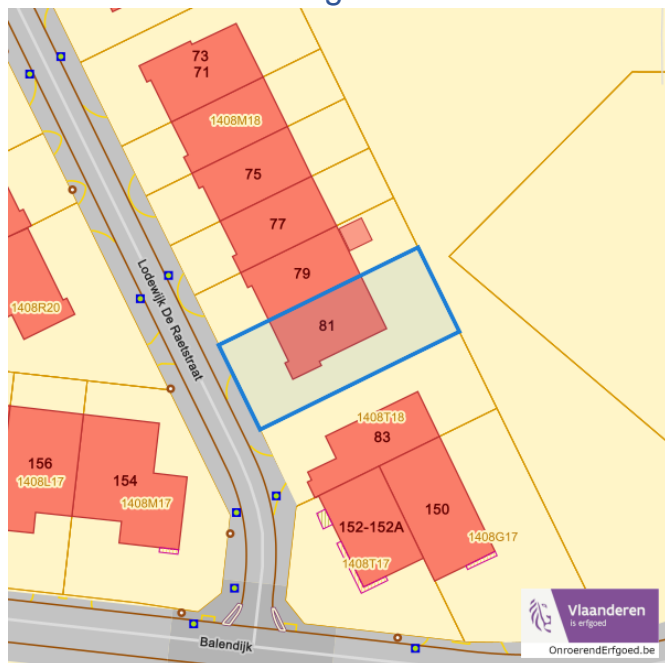 73
71
1408M18
75
77
79
81
Lodewijk De Raetstraat
1408R20
1408T18
83
156
1408L17
154
1408M17
152-152A
150
1408G17
1408T17
Balendijk
Vlaanderen
is erfgoed
OnroerendErfgoed.be